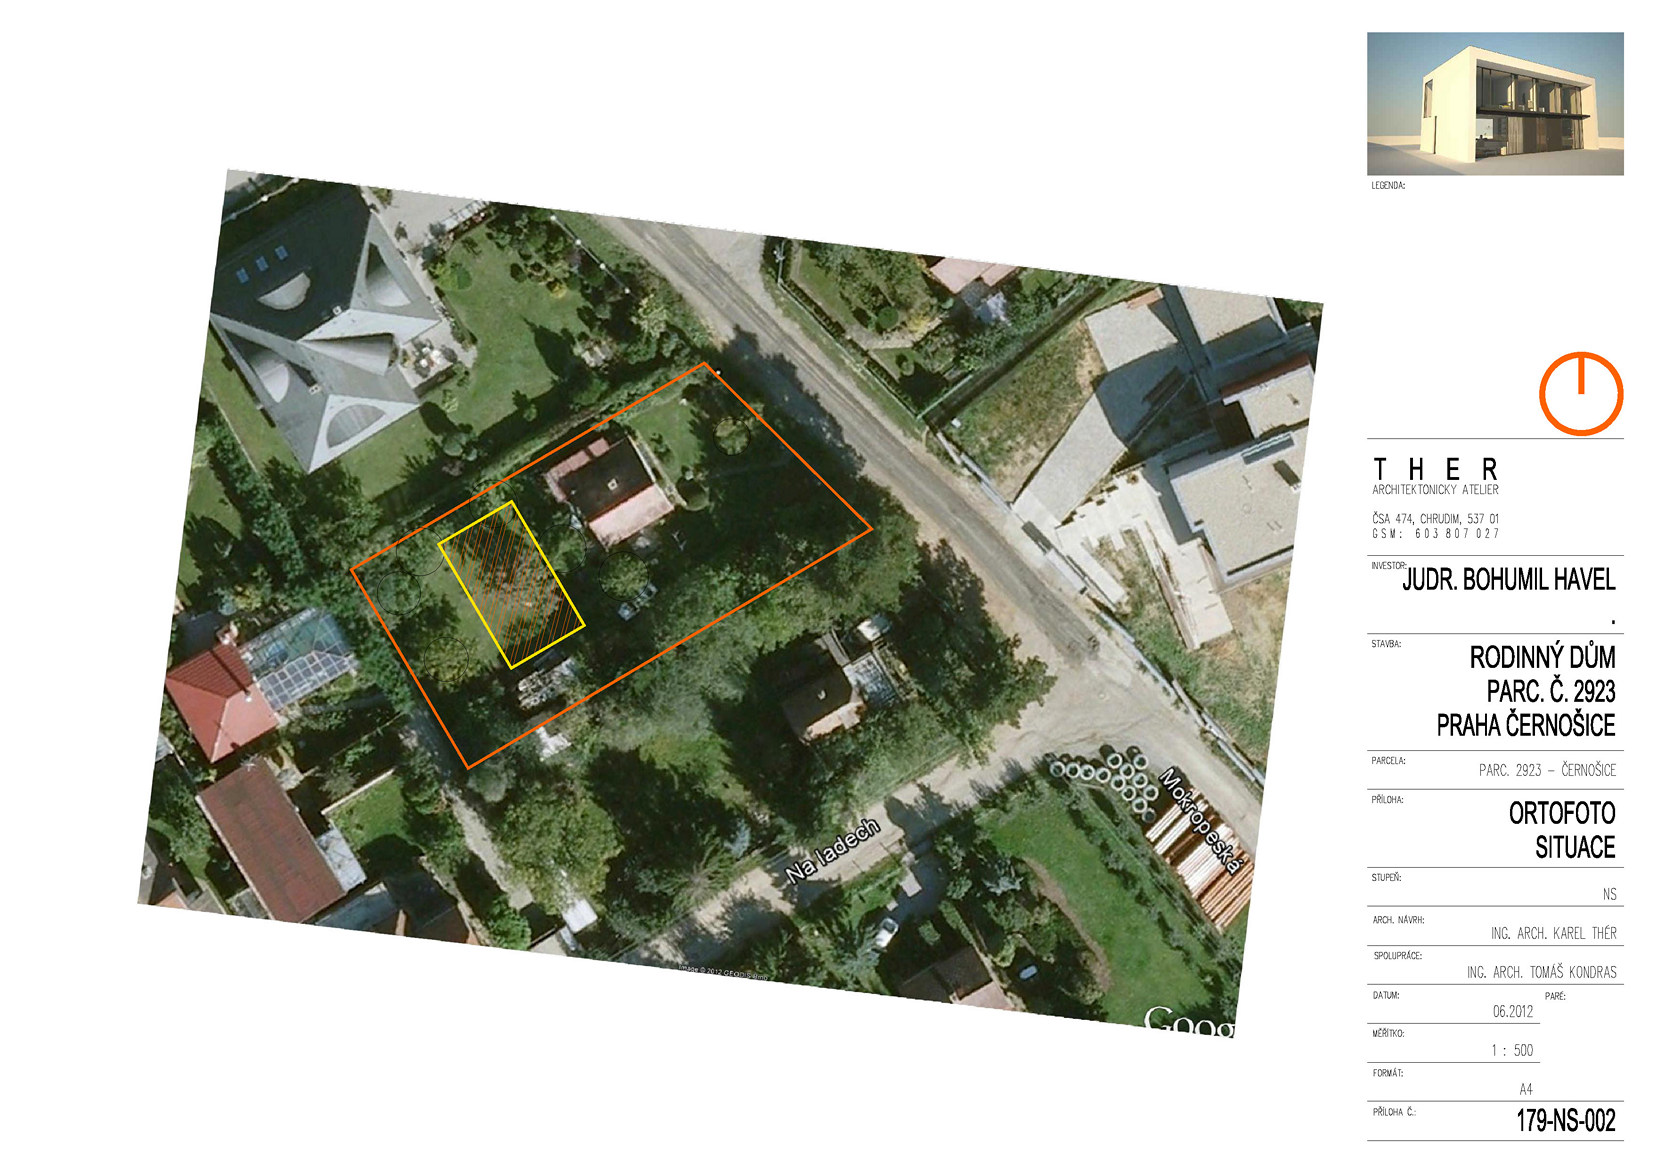 LEGENDA:
T H E R
ARCHITEKTONICKÝ ATELIER
ČSA 474, CHRUDIM, 537 01
GSM: 603 807 027
INVESTOR:
JUDR. BOHUMIL HAVEL
.
STAVBA:
RODINNÝ DŮM
PARC. Č. 2923
PRAHA ČERNOŠICE
PARCELA:
PARC. 2923 – ČERNOŠICE
PŘÍLOHA:
ORTOFOTO
SITUACE
STUPEŇ:
NS
ARCH. NÁVRH:
ING. ARCH. KAREL THÉR
SPOLUPRÁCE:
ING. ARCH. TOMÁŠ KONDRAS
DATUM:
PARÉ:
06.2012
MĚŘÍTKO:
1 : 500
FORMÁT:
A4
PŘÍLOHA Č.:
179-NS-002
Na ladech
Mokropeská
Image © 2012
Goog